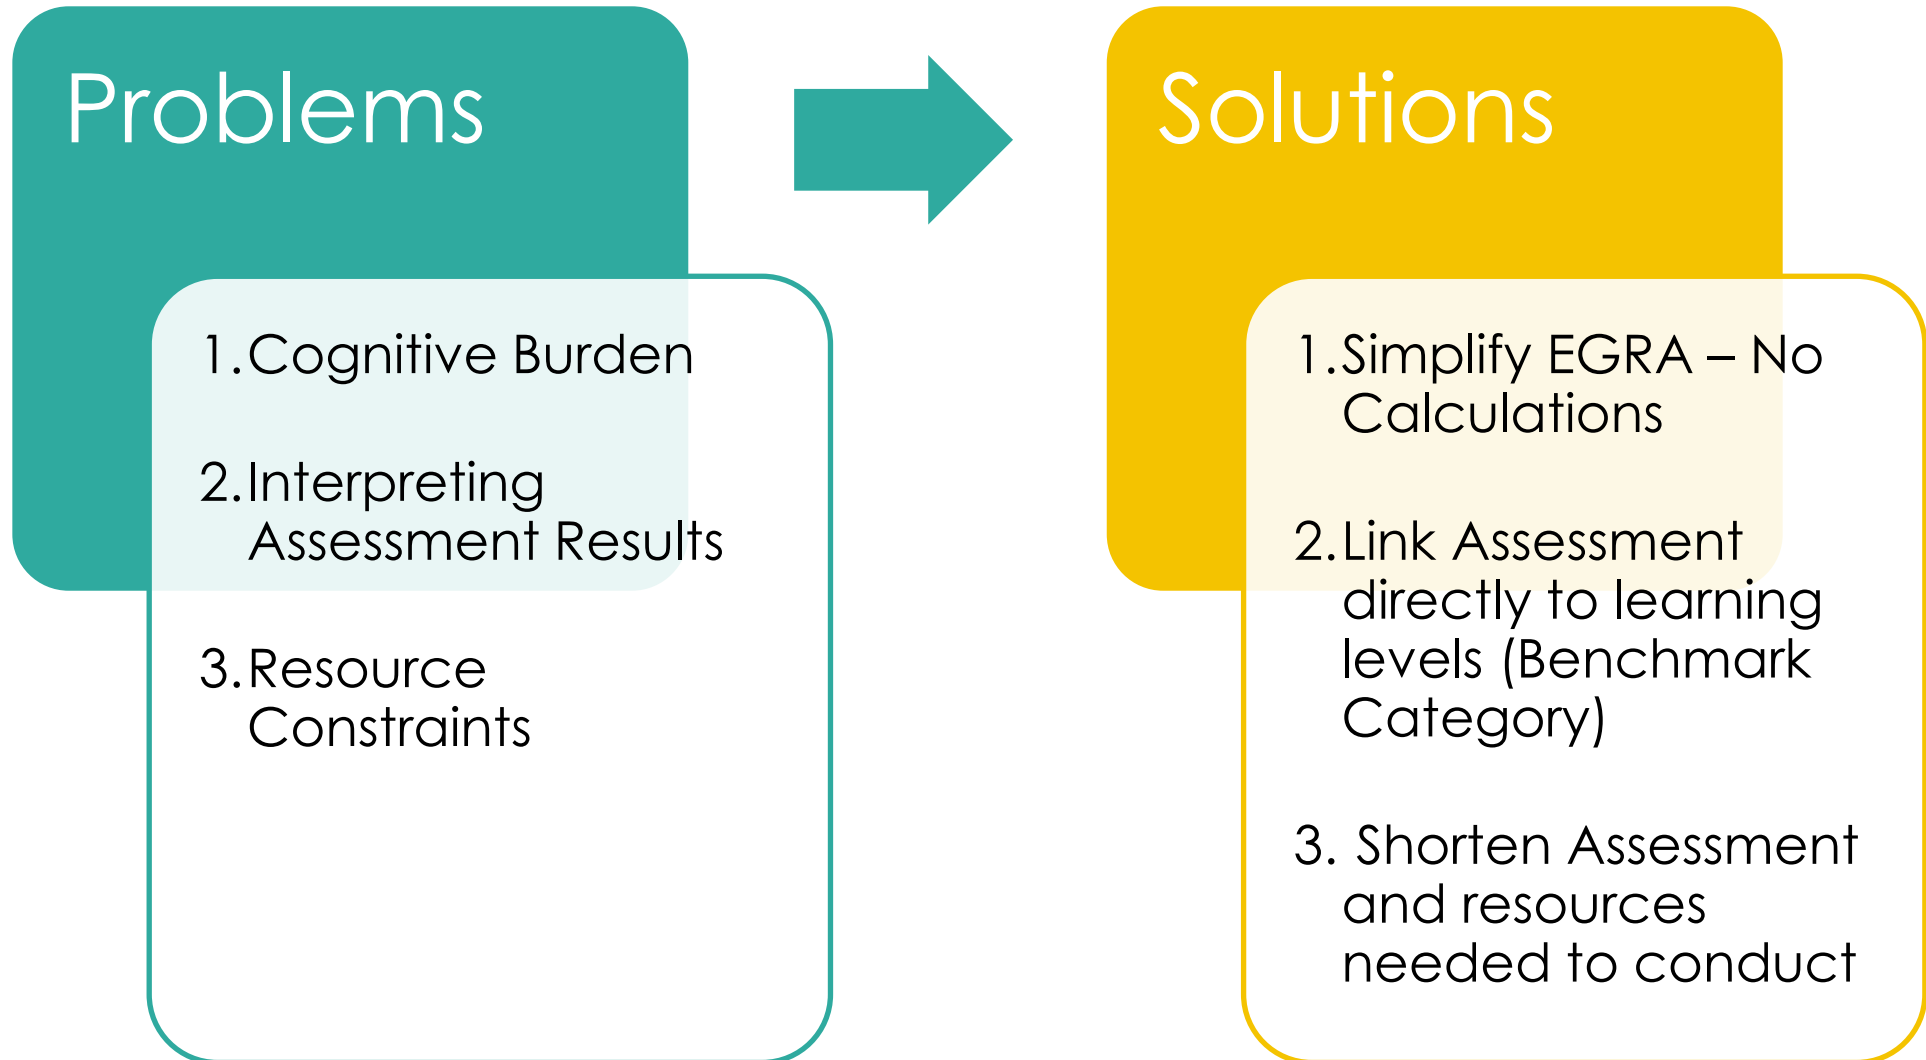 Problems
1.Cognitive Burden
2.Interpreting
Assessment Results
3.Resource
Constraints
Solutions
1.Simplify EGRA – No
Calculations
2.Link Assessment
directly to learning
levels (Benchmark
Category)
3. Shorten Assessment
and resources
needed to conduct